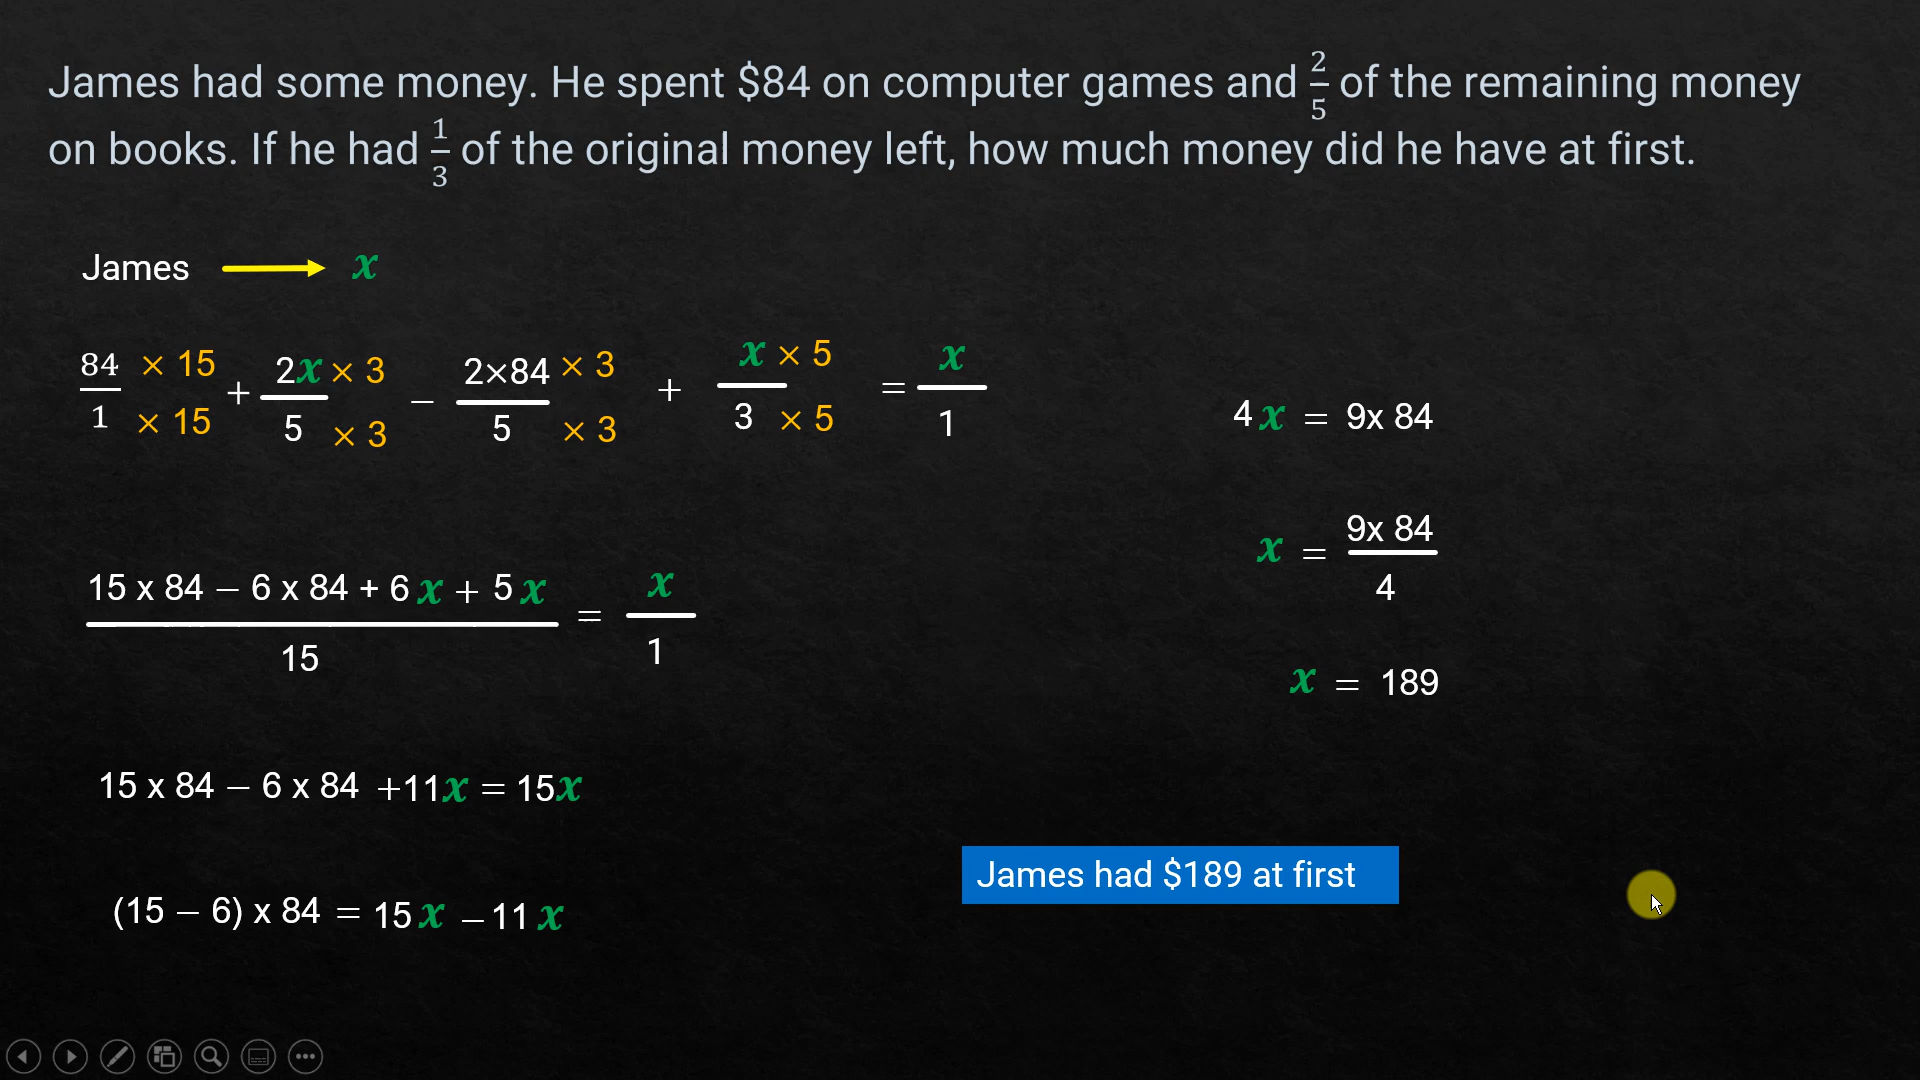 James had some money. He spent $84 on computer games and 2/5 of the remaining money
on books. If he had 1/3 of the original money left, how much money did he have at first.
James → x
84/1 × 15/× 15 + 2x/5 × 3/× 3 − 2×84/5 × 3/× 3 + x/3 × 5/× 5 = x/1
(15 x 84 − 6 x 84 + 6x + 5x)/15 = x/1
15 x 84 − 6 x 84 +11x = 15x
(15 − 6) x 84 = 15x −11x
4x = 9x 84
x = 9x 84/4
x = 189
James had $189 at first